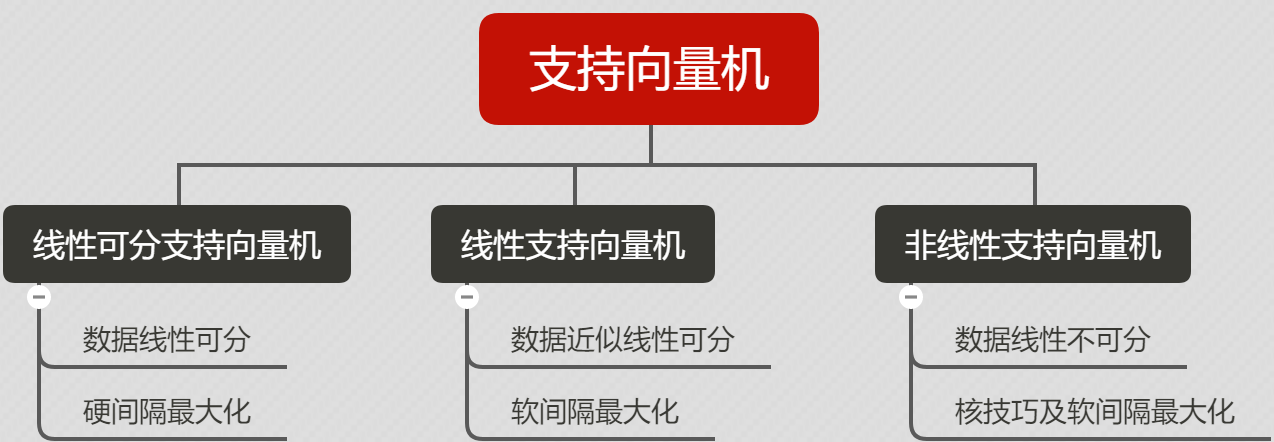 支持向量机
线性可分支持向量机
数据线性可分
硬间隔最大化
线性支持向量机
数据近似线性可分
软间隔最大化
非线性支持向量机
数据线性不可分
核技巧及软间隔最大化